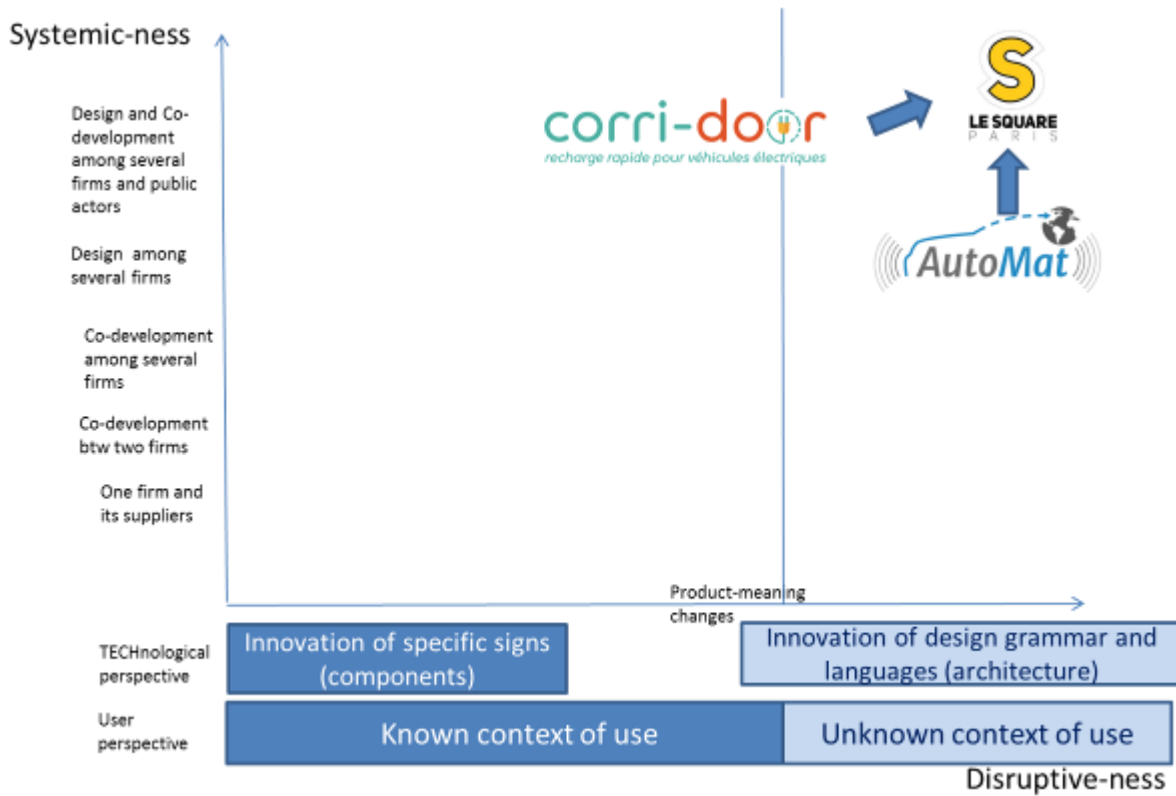 Systemic-ness
Design and Co-
development
among several
firms and public
actors
corri-door
recharge rapide pour véhicules électriques
S
LE SQUARE
PARIS
Design among
several firms
AutoMat
Co-development
among several
firms
Co-development
btw two firms
One firm and
its suppliers
Product-meaning
changes
TECHnological
perspective
Innovation of specific signs
(components)
Innovation of design grammar and
languages (architecture)
User
perspective
Known context of use
Unknown context of use
Disruptive-ness